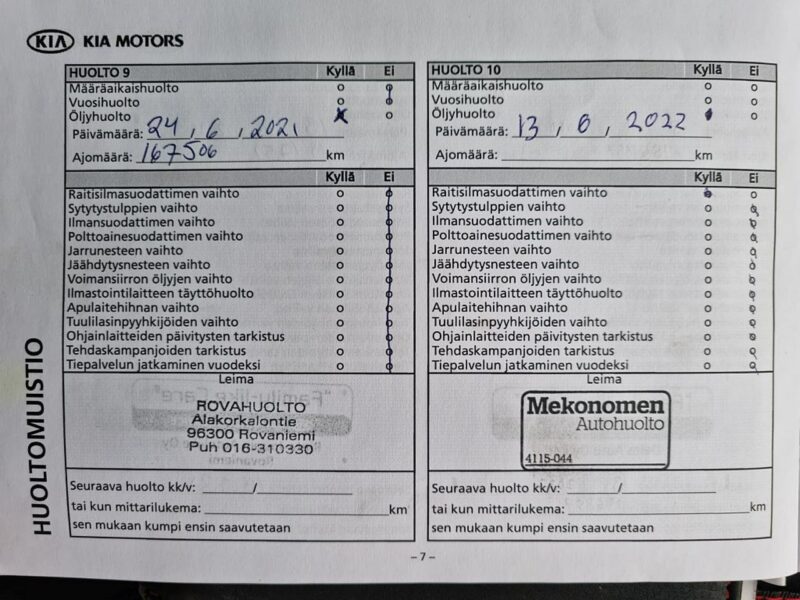 KIA KIA MOTORS
HUOLTO 9 Kyllä Ei
Määräaikaishuolto o o
Vuosihuolto o o
Öljyhuolto x o
Päivämäärä: 24, 6, 2021
Ajomäärä: 167506 km
Kyllä Ei
Raitisilmasuodattimen vaihto o o
Sytytystulppien vaihto o o
Ilmansuodattimen vaihto o o
Polttoainesuodattimen vaihto o o
Jarrunesteen vaihto o o
Jäähdytysnesteen vaihto o o
Voimansiirron öljyjen vaihto o o
Ilmastointilaitteen täyttöhuolto o o
Apulaitehihnan vaihto o o
Tuulilasinpyyhkijöiden vaihto o o
Ohjainlaitteiden päivitysten tarkistus o o
Tehdaskampanjoiden tarkistus o o
Tiepalvelun jatkaminen vuodeksi o o
Leima
ROVAHUOLTO
Alakorkalontie
96300 Rovaniemi
Puh 016-310330
Seuraava huolto kk/v: /
tai kun mittarilukema: km
sen mukaan kumpi ensin saavutetaan
HUOLTO 10 Kyllä Ei
Määräaikaishuolto o o
Vuosihuolto o o
Öljyhuolto o o
Päivämäärä: 13, 6, 2022
Ajomäärä: km
Kyllä Ei
Raitisilmasuodattimen vaihto o o
Sytytystulppien vaihto o o
Ilmansuodattimen vaihto o o
Polttoainesuodattimen vaihto o o
Jarrunesteen vaihto o o
Jäähdytysnesteen vaihto o o
Voimansiirron öljyjen vaihto o o
Ilmastointilaitteen täyttöhuolto o o
Apulaitehihnan vaihto o o
Tuulilasinpyyhkijöiden vaihto o o
Ohjainlaitteiden päivitysten tarkistus o o
Tehdaskampanjoiden tarkistus o o
Tiepalvelun jatkaminen vuodeksi o o
Leima
Mekonomen
Autohuolto
4115-044
Seuraava huolto kk/v: /
tai kun mittarilukema: km
sen mukaan kumpi ensin saavutetaan
HUOLTOMUISTIO
– 7 –